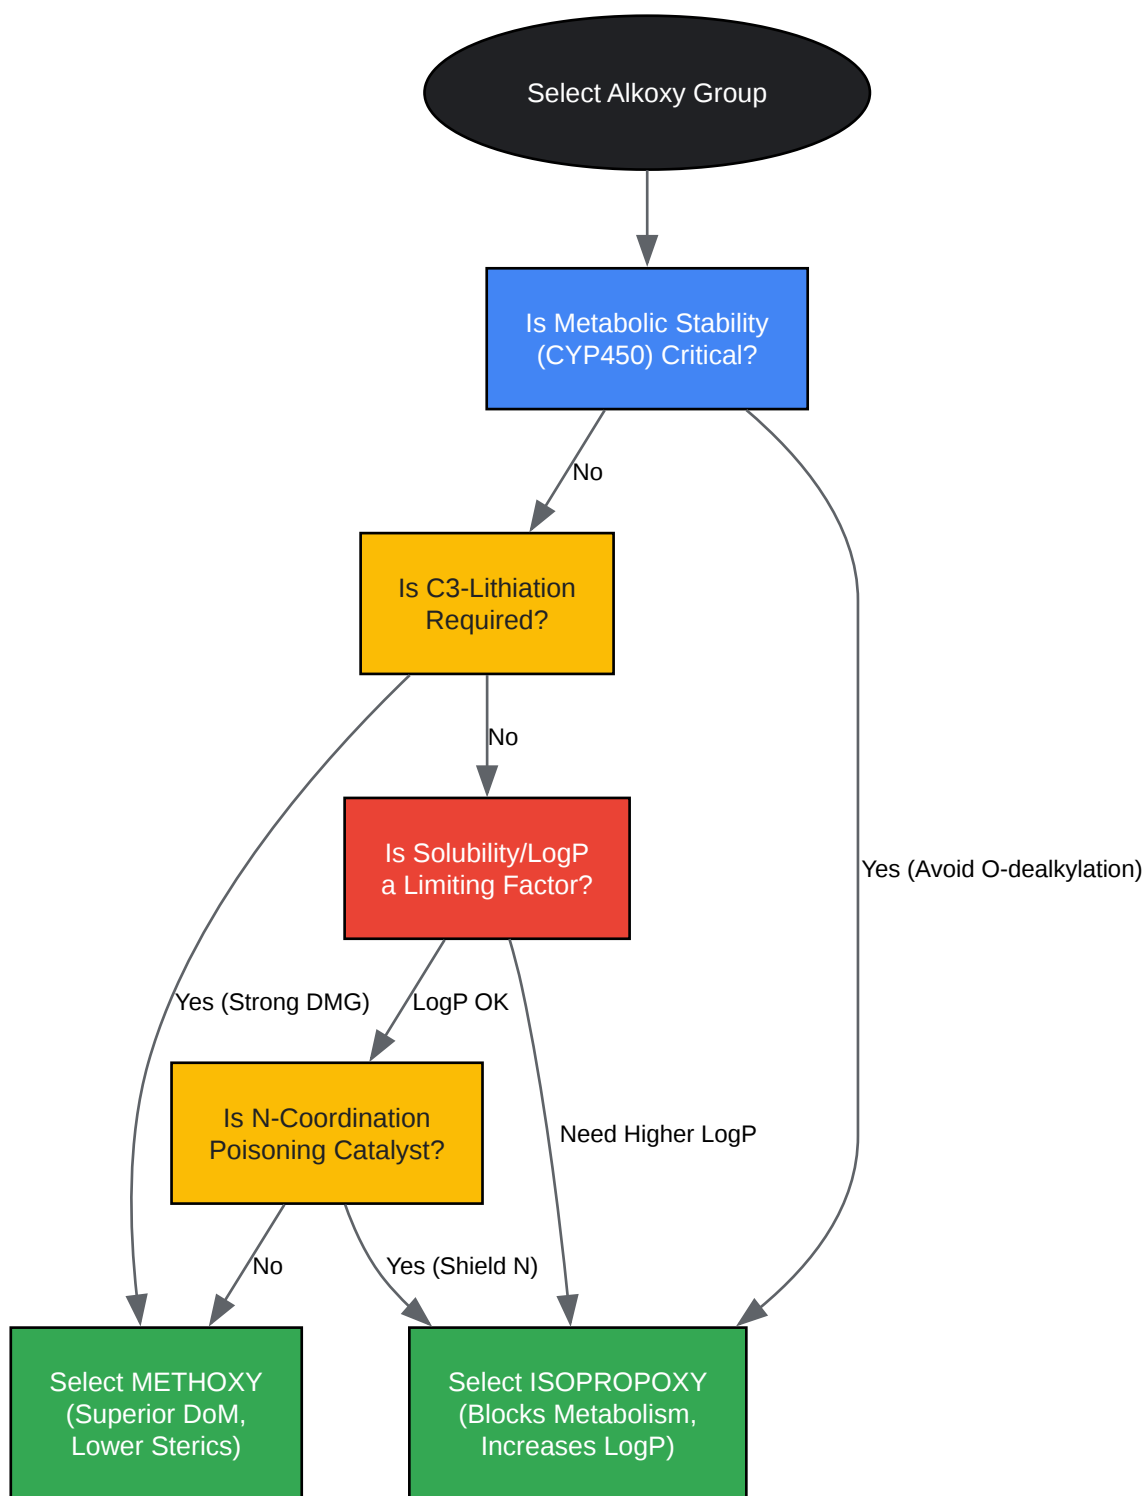 Select Alkoxy Group
Is Metabolic Stability
(CYP450) Critical?
No
Is C3-Lithiation
Required?
No
Is Solubility/LogP
a Limiting Factor?
Yes (Avoid O-dealkylation)
Yes (Strong DMG)
LogP OK
Is N-Coordination
Poisoning Catalyst?
Need Higher LogP
No
Yes (Shield N)
Select METHOXY
(Superior DoM,
Lower Sterics)
Select ISOPROPOXY
(Blocks Metabolism,
Increases LogP)